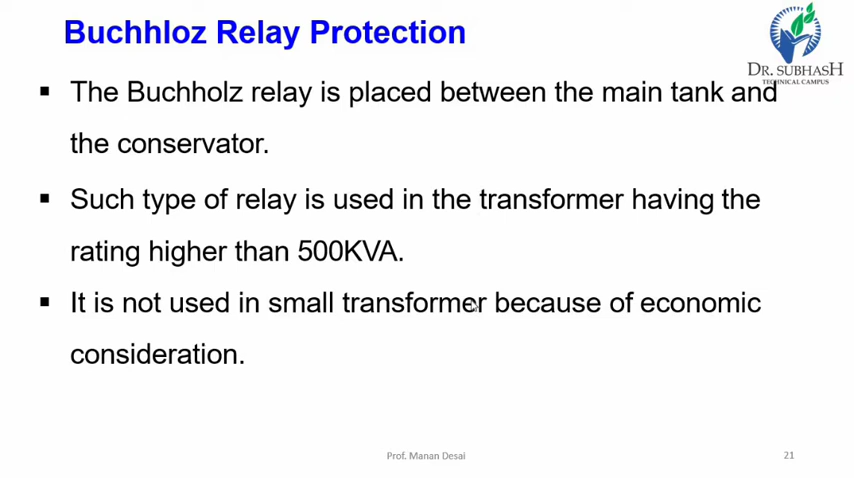 Buchhloz Relay Protection
DR. SUBHASH
TECHNICAL CAMPUS
▪ The Buchholz relay is placed between the main tank and
the conservator.
▪ Such type of relay is used in the transformer having the
rating higher than 500KVA.
▪ It is not used in small transformer because of economic
consideration.
Prof. Manan Desai
21